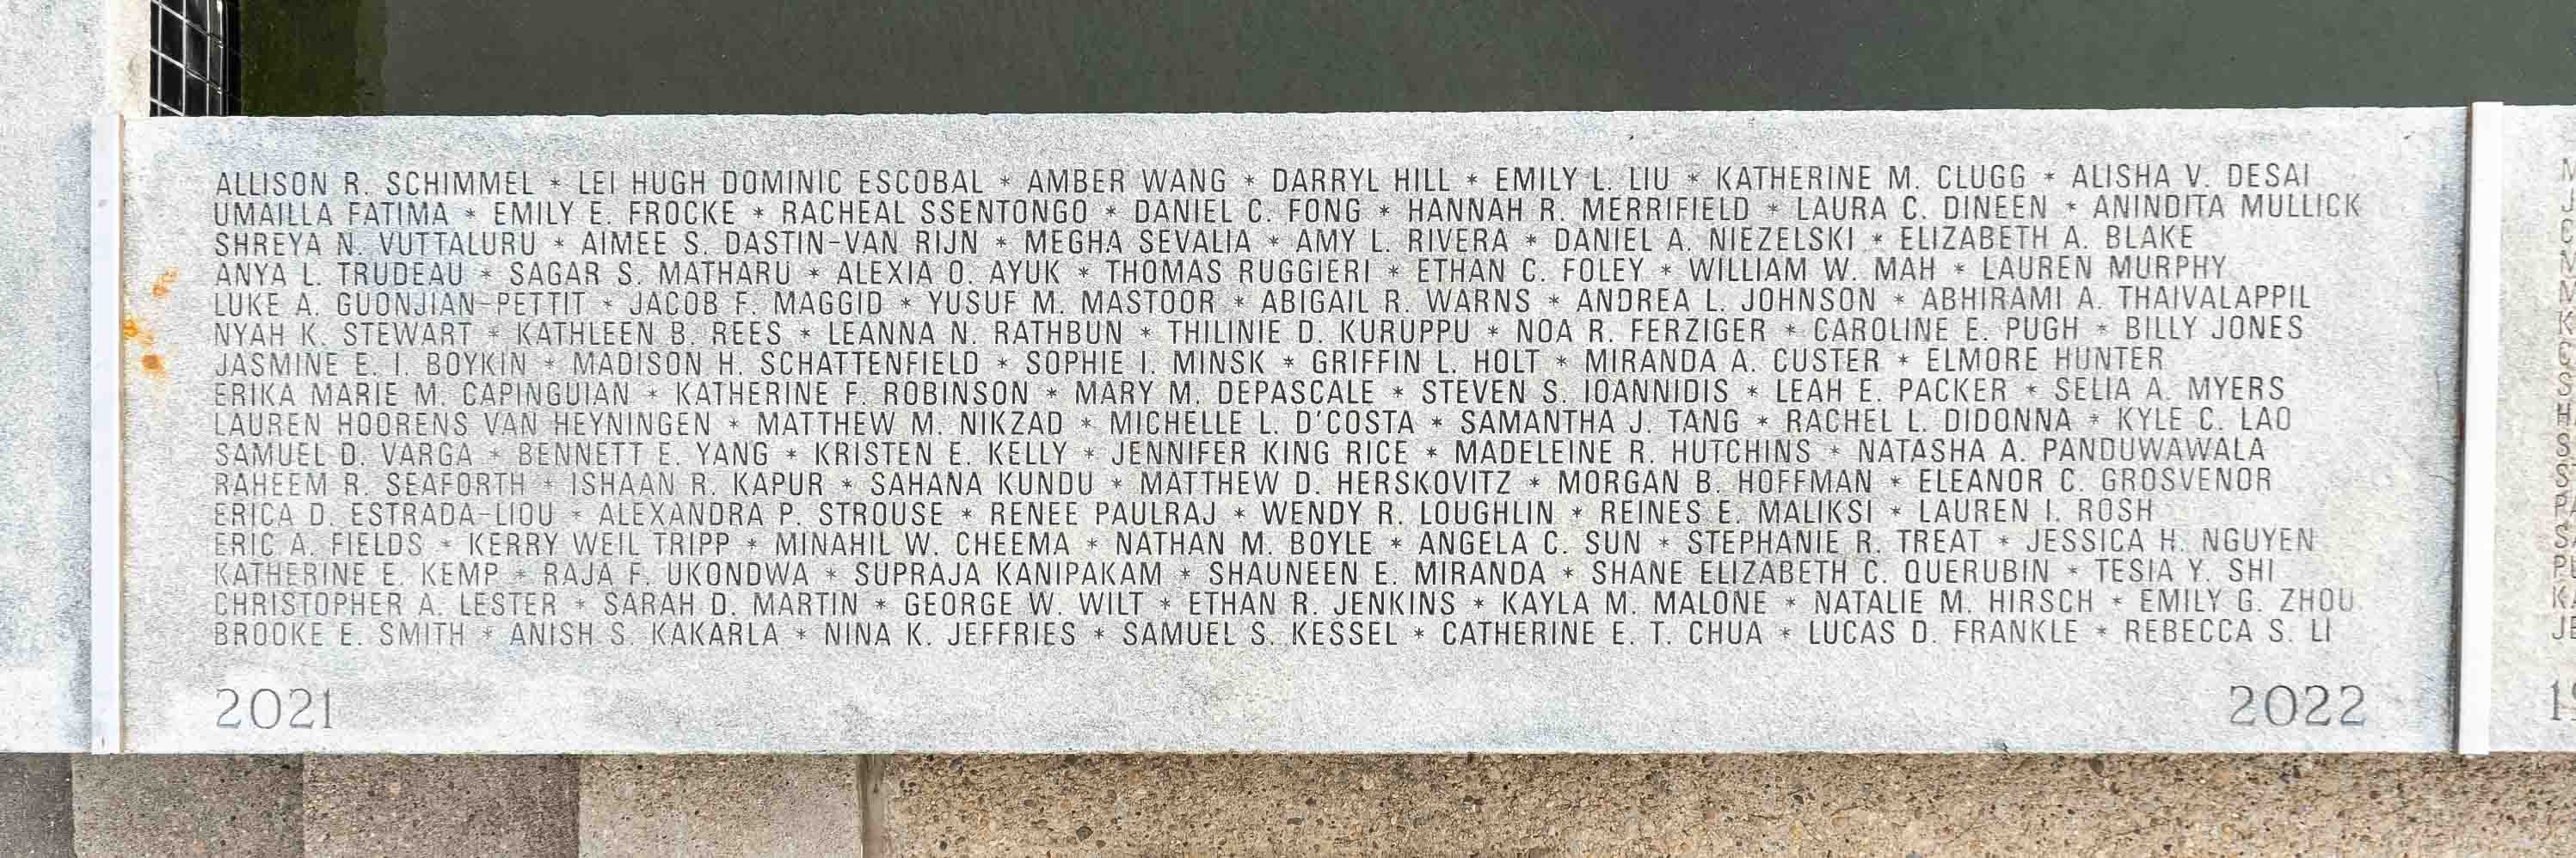 ALLISON R. SCHIMMEL * LEI HUGH DOMINIC ESCOBAL * AMBER WANG * DARRYL HILL * EMILY L. LIU * KATHERINE M. CLUGG * ALISHA V. DESAI
UMAILLA FATIMA * EMILY E. FROCKE * RACHEAL SSENTONGO * DANIEL C. FONG * HANNAH R. MERRIFIELD * LAURA C. DINEEN * ANINDITA MULLICK
SHREYA N. VUTTALURU * AIMEE S. DASTIN-VAN RIJN * MEGHA SEVALIA * AMY L. RIVERA * DANIEL A. NIEZELSKI * ELIZABETH A. BLAKE
ANYA L. TRUDEAU * SAGAR S. MATHARU * ALEXIA O. AYUK * THOMAS RUGGIERI * ETHAN C. FOLEY * WILLIAM W. MAH * LAUREN MURPHY
LUKE A. GUONJIAN-PETTIT * JACOB F. MAGGID * YUSUF M. MASTOOR * ABIGAIL R. WARNS * ANDREA L. JOHNSON * ABHIRAMI A. THAIVALAPPIL
NYAH K. STEWART * KATHLEEN B. REES * LEANNA N. RATHBUN * THILINIE D. KURUPPU * NOA R. FERZIGER * CAROLINE E. PUGH * BILLY JONES
JASMINE E. I. BOYKIN * MADISON H. SCHATTENFIELD * SOPHIE I. MINSK * GRIFFIN L. HOLT * MIRANDA A. CUSTER * ELMORE HUNTER
ERIKA MARIE M. CAPINGUIAN * KATHERINE F. ROBINSON * MARY M. DEPASCALE * STEVEN S. IOANNIDIS * LEAH E. PACKER * SELIA A. MYERS
LAUREN HOORENS VAN HEYNINGEN * MATTHEW M. NIKZAD * MICHELLE L. D'COSTA * SAMANTHA J. TANG * RACHEL L. DIDONNA * KYLE C. LAO
SAMUEL D. VARGA * BENNETT E. YANG * KRISTEN E. KELLY * JENNIFER KING RICE * MADELEINE R. HUTCHINS * NATASHA A. PANDUWAWALA
RAHEEM R. SEAFORTH * ISHAAN R. KAPUR * SAHANA KUNDU * MATTHEW D. HERSKOVITZ * MORGAN B. HOFFMAN * ELEANOR C. GROSVENOR
ERICA D. ESTRADA-LIOU * ALEXANDRA P. STROUSE * RENEE PAULRAJ * WENDY R. LOUGHLIN * REINES E. MALIKSI * LAUREN I. ROSH
ERIC A. FIELDS * KERRY WEIL TRIPP * MINAHIL W. CHEEMA * NATHAN M. BOYLE * ANGELA C. SUN * STEPHANIE R. TREAT * JESSICA H. NGUYEN
KATHERINE E. KEMP * RAJA F. UKONDWA * SUPRAJA KANIPAKAM * SHAUNEEN E. MIRANDA * SHANE ELIZABETH C. QUERUBIN * TESIA Y. SHI
CHRISTOPHER A. LESTER * SARAH D. MARTIN * GEORGE W. WILT * ETHAN R. JENKINS * KAYLA M. MALONE * NATALIE M. HIRSCH * EMILY G. ZHOU
BROOKE E. SMITH * ANISH S. KAKARLA * NINA K. JEFFRIES * SAMUEL S. KESSEL * CATHERINE E. T. CHUA * LUCAS D. FRANKLE * REBECCA S. LI
2021 2022